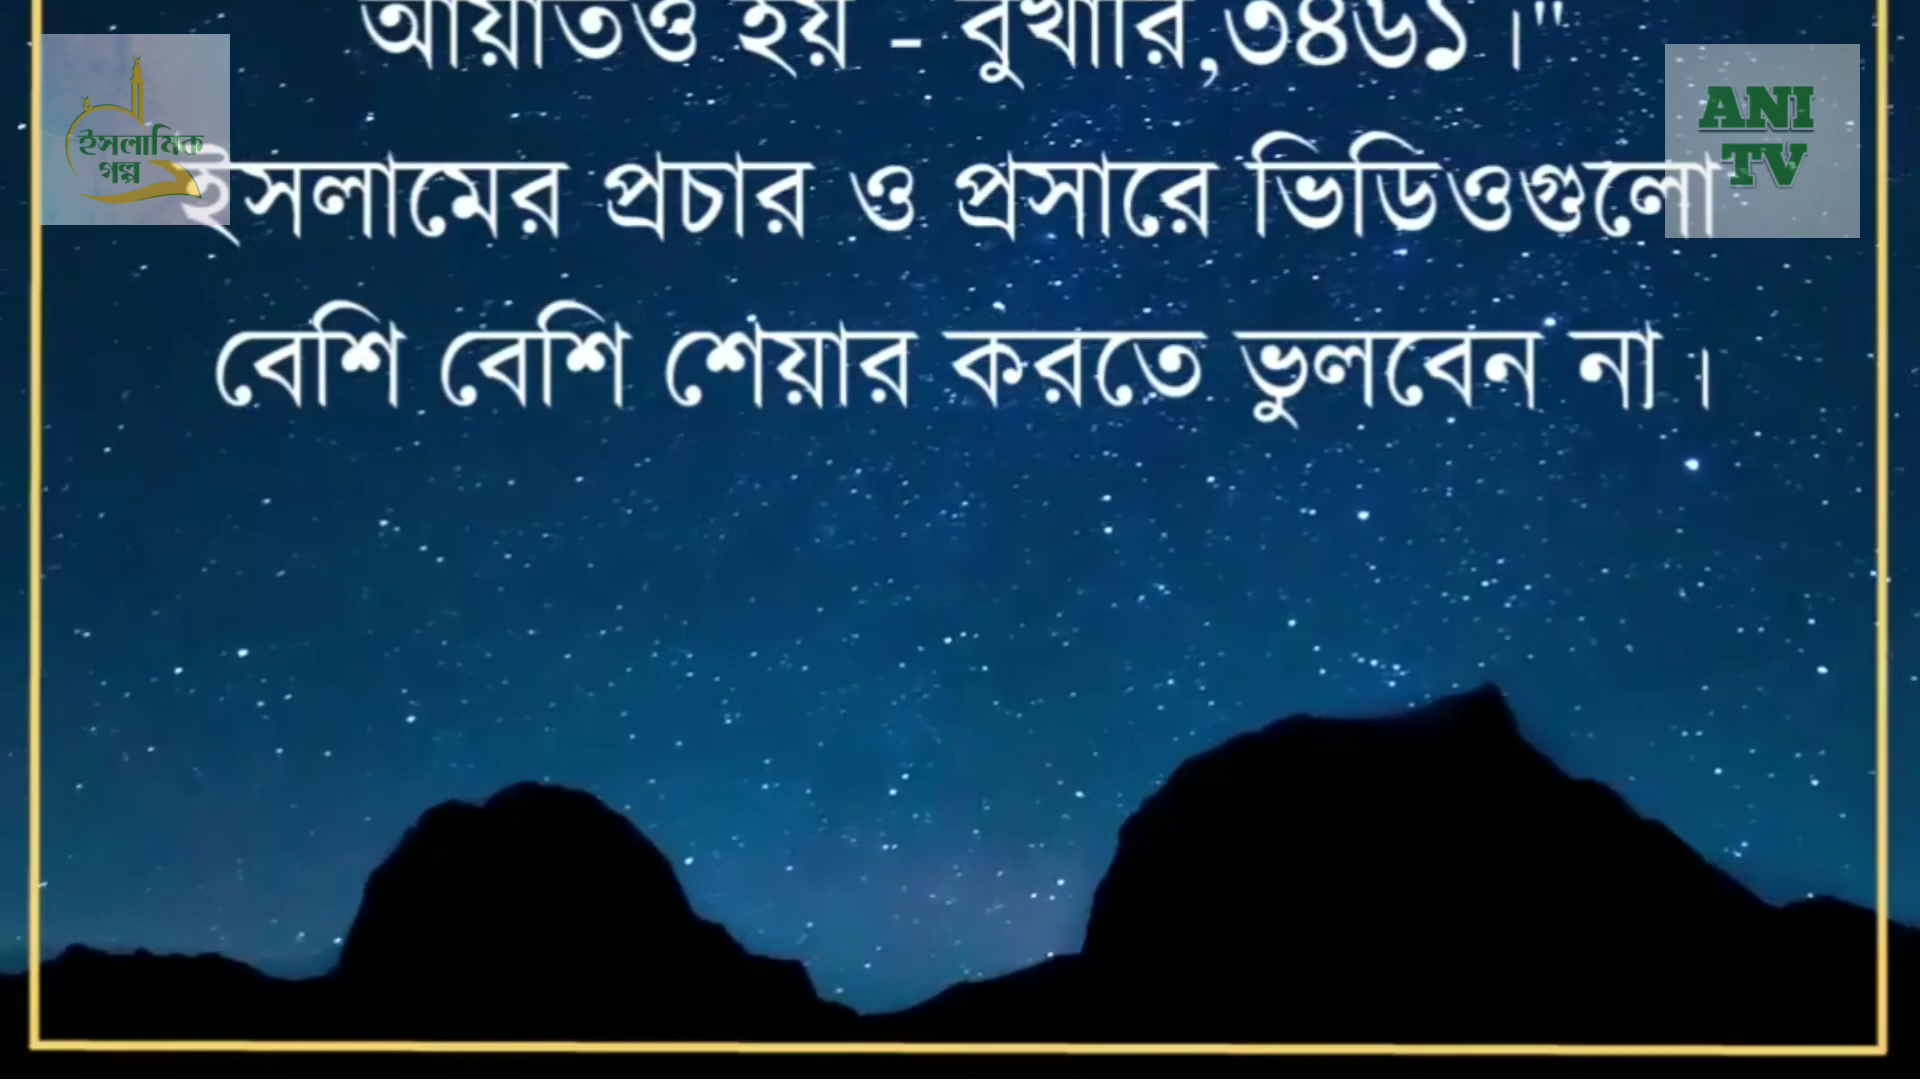 আয়াতও হয় - বুখারি,৩৪৬১।"
ইসলামিক
গল্প
ANI
TV
ইসলামের প্রচার ও প্রসারে ভিডিওগুলো
বেশি বেশি শেয়ার করতে ভুলবেন না।